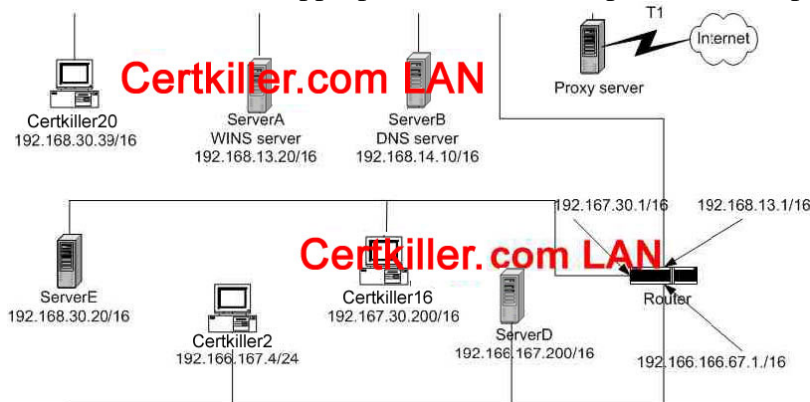 T1
Internet
Proxy server
Certkiller.com LAN
Certkiller20
192.168.30.39/16
ServerA
WINS server
192.168.13.20/16
ServerB
DNS server
192.168.14.10/16
192.167.30.1/16
192.168.13.1/16
Certkiller.com LAN
ServerE
192.168.30.20/16
Certkiller2
192.166.167.4/24
Certkiller16
192.167.30.200/16
ServerD
192.166.167.200/16
Router
192.166.166.67.1./16